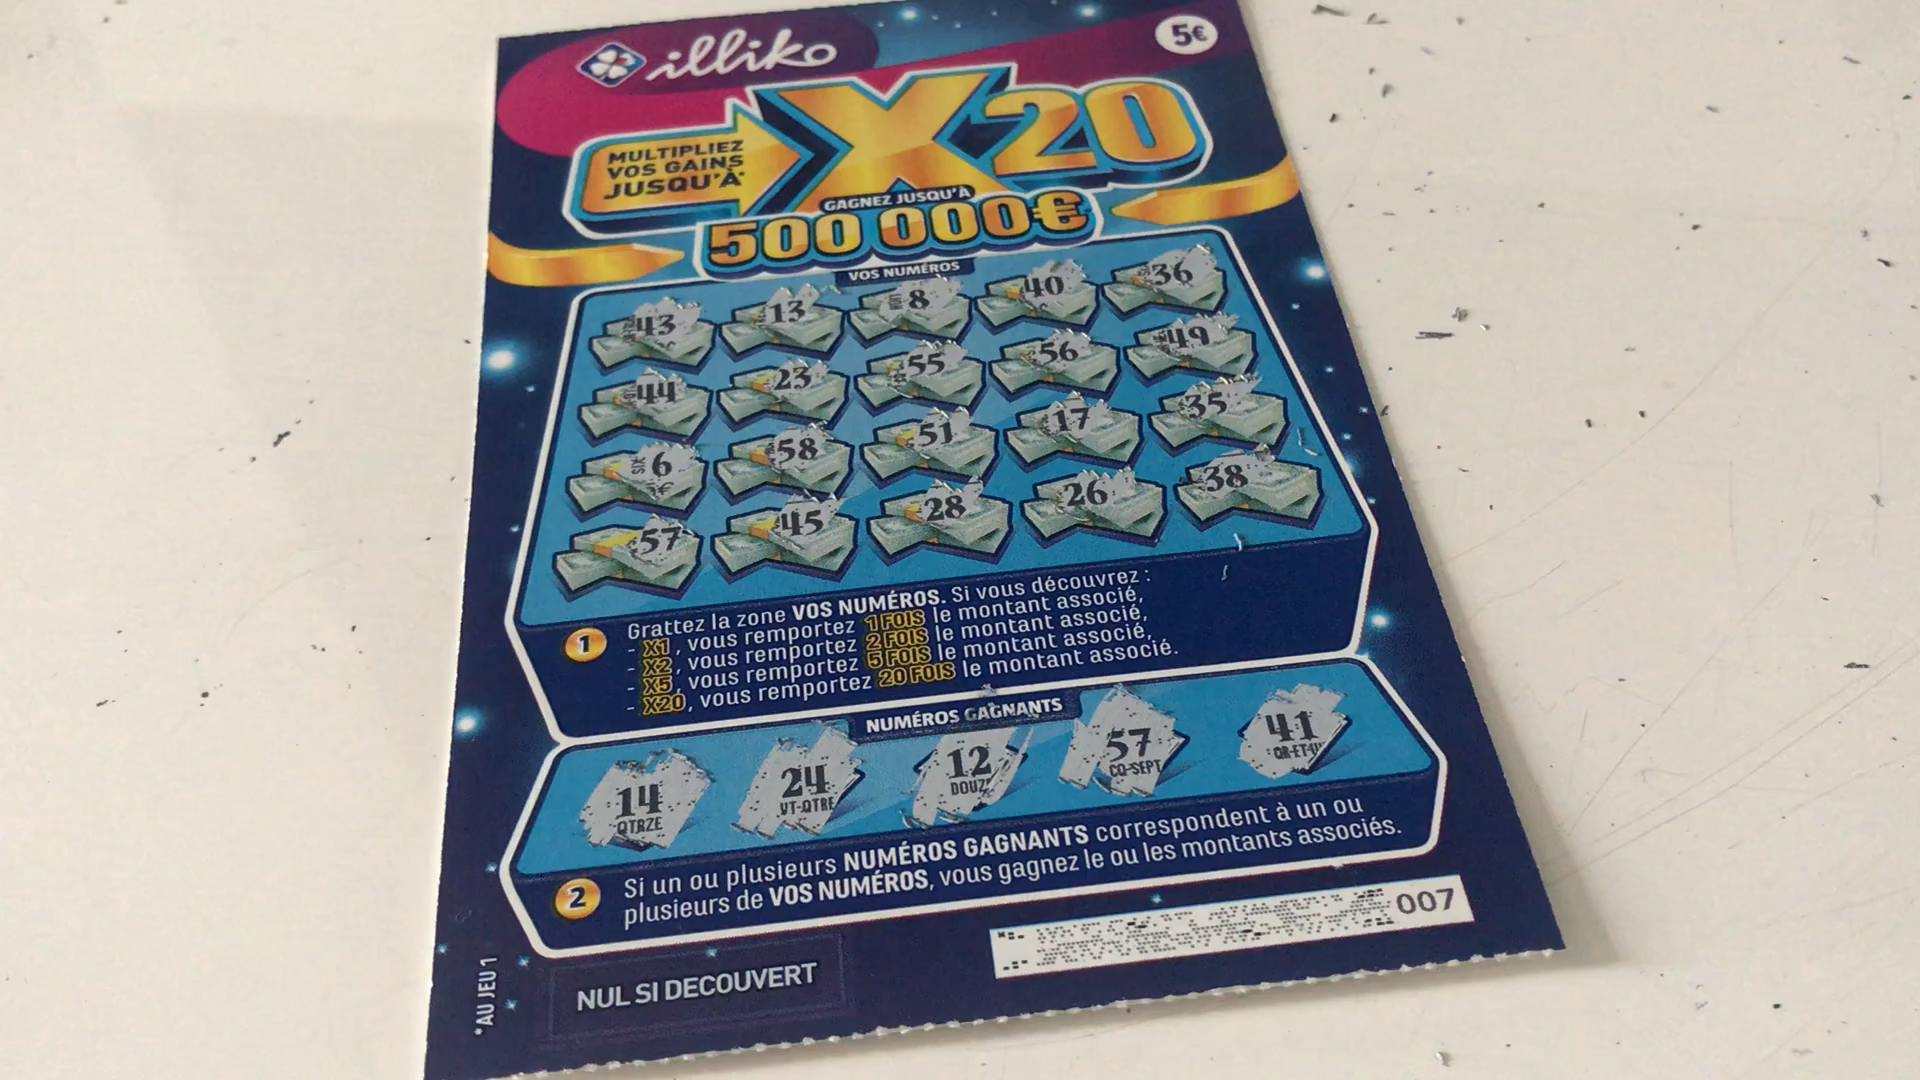 illiko
5€
MULTIPLIEZ
VOS GAINS
JUSQU'À*
X20
GAGNEZ JUSQU'À
500 000€
VOS NUMÉROS
43 13 8 40 36
44 23 55 56 49
6 58 51 17 35
SIX
57 45 28 26 38
1 Grattez la zone VOS NUMÉROS. Si vous découvrez :
- X1, vous remportez 1 FOIS le montant associé,
- X2, vous remportez 2 FOIS le montant associé,
- X5, vous remportez 5 FOIS le montant associé,
- X20, vous remportez 20 FOIS le montant associé.
NUMÉROS GAGNANTS
14 24 12 57 41
QTRZE VT-QTRE DOUZ CQ-SEPT QR-ET-U
2 Si un ou plusieurs NUMÉROS GAGNANTS correspondent à un ou
plusieurs de VOS NUMÉROS, vous gagnez le ou les montants associés.
007
NUL SI DECOUVERT
*AU JEU 1